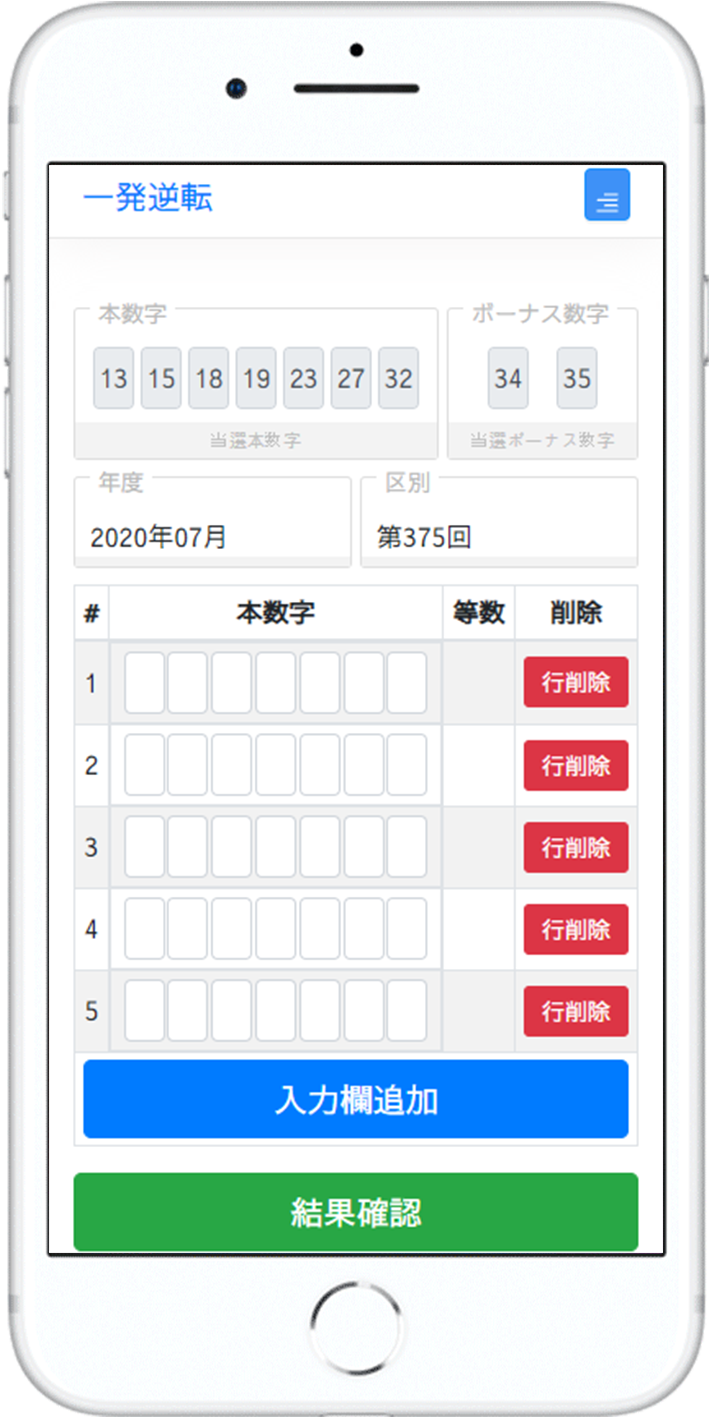 一発逆転
本数字
ボーナス数字
13 15 18 19 23 27 32
34 35
当選本数字
当選ボーナス数字
年度
区別
2020年07月
第375回
# 本数字 等数 削除
1 行削除
2 行削除
3 行削除
4 行削除
5 行削除
入力欄追加
結果確認